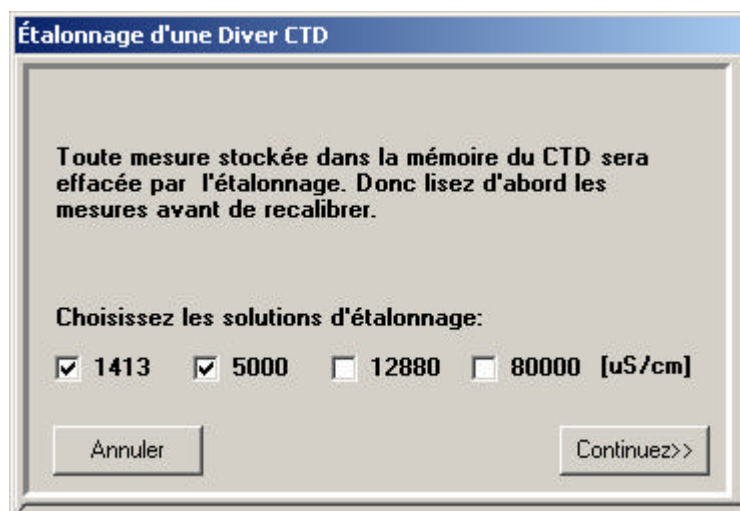 Étalonnage d'une Diver CTD
Toute mesure stockée dans la mémoire du CTD sera
effacée par l'étalonnage. Donc lisez d'abord les
mesures avant de recalibrer.
Choisissez les solutions d'étalonnage:
1413 5000 12880 80000 [uS/cm]
Annuler Continuez>>